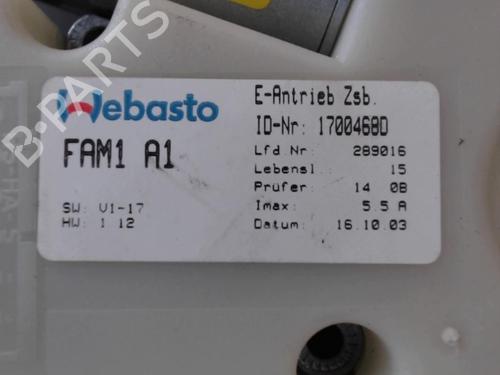 B-PARTS
Webasto
FAM1 A1
SW: V1-17
HW: 1 12
E-Antrieb Zsb.
ID-Nr: 1700468D
Lfd Nr: 289016
Lebensl.: 15
Prüfer: 14 08
Imax: 5.5 A
Datum: 16.10.03